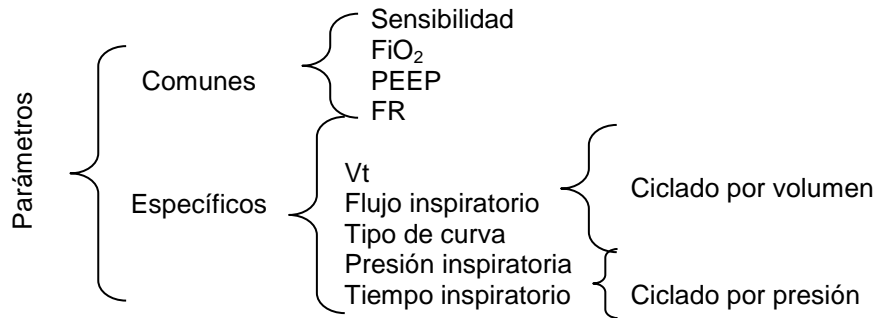 Parámetros
Comunes
Sensibilidad
FiO₂
PEEP
FR
Específicos
Vt
Flujo inspiratorio
Tipo de curva
Presión inspiratoria
Tiempo inspiratorio
Ciclado por volumen
Ciclado por presión